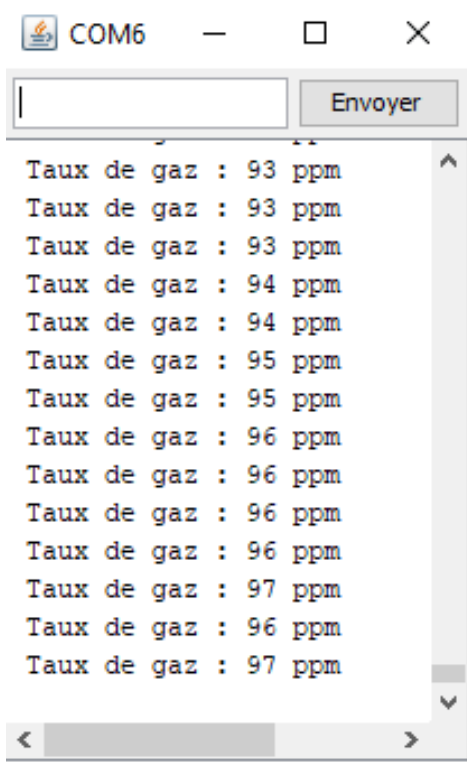 COM6
Envoyer
Taux de gaz : 93 ppm
Taux de gaz : 93 ppm
Taux de gaz : 93 ppm
Taux de gaz : 94 ppm
Taux de gaz : 94 ppm
Taux de gaz : 95 ppm
Taux de gaz : 95 ppm
Taux de gaz : 96 ppm
Taux de gaz : 96 ppm
Taux de gaz : 96 ppm
Taux de gaz : 96 ppm
Taux de gaz : 97 ppm
Taux de gaz : 96 ppm
Taux de gaz : 97 ppm